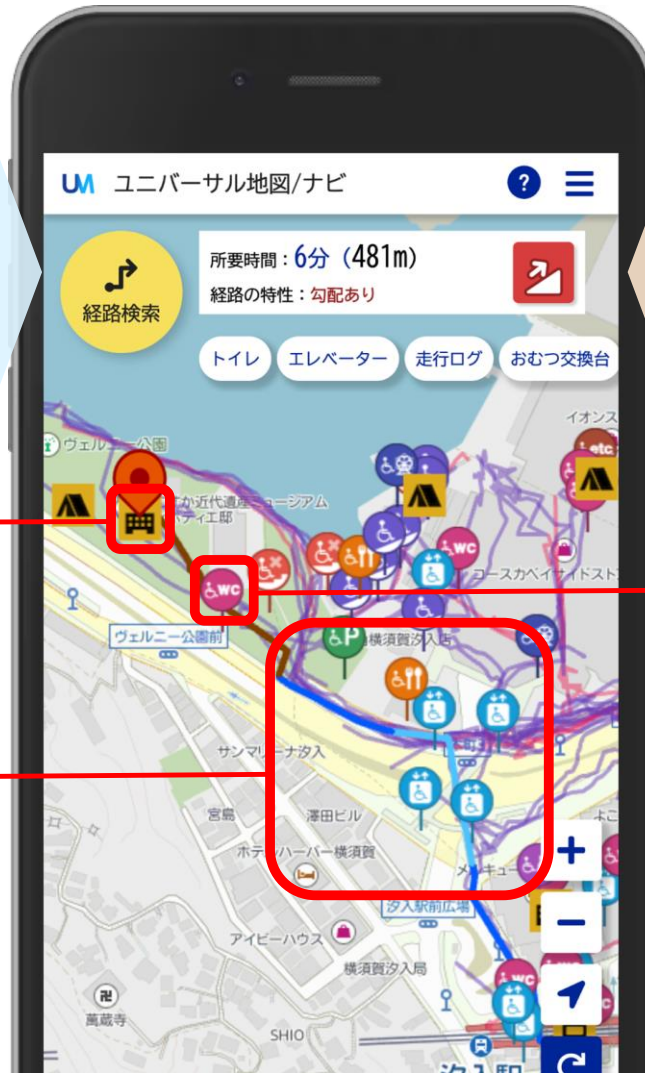 UM ユニバーサル地図/ナビ ?
経路検索
所要時間：6分（481m）
経路の特性：勾配あり
トイレ エレベーター 走行ログ おむつ交換台
イオンス
ヴェルニー公園
etc
か近代遺産ミュージアム
ティエ邸
WC
WC
コースカベイサイドスト
ヴェルニー公園前
P
横須賀汐入店
サンマリーナ汐入
本町3
宮島
澤田ビル
よこ
ホテルハーバー横須賀
メルキュー
+
汐入駅前広場
−
アイビーハウス
横須賀汐入局
WC
萬蔵寺
SHIO
汐入駅